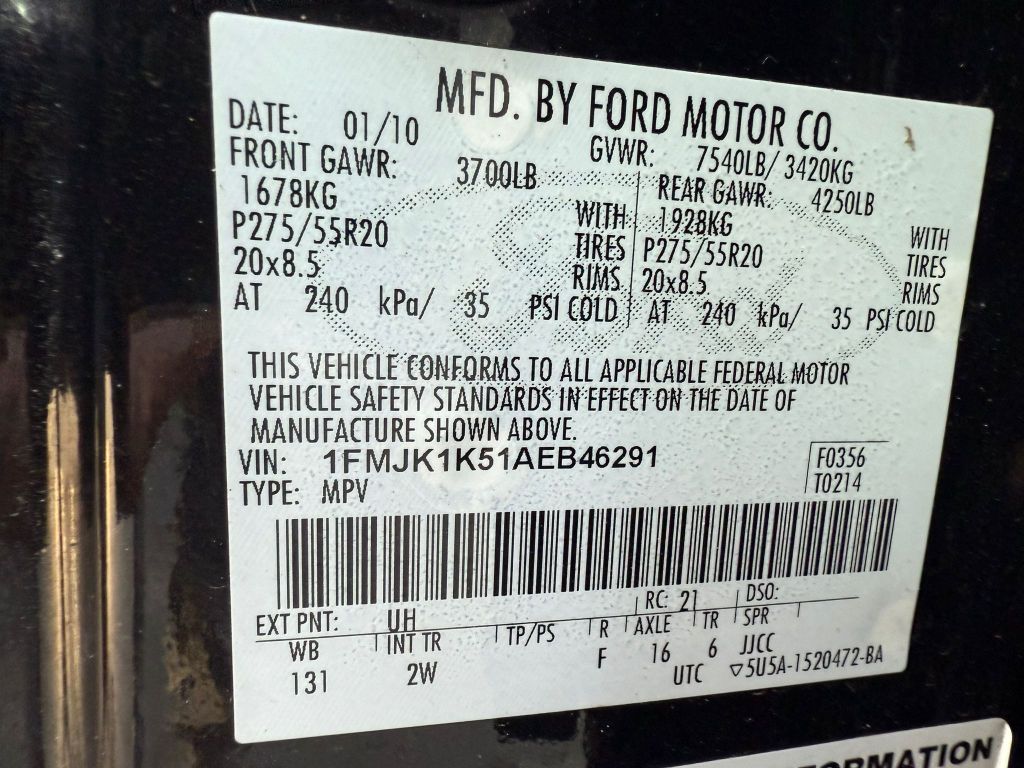 MFD. BY FORD MOTOR CO.
DATE: 01/10 GVWR: 7540LB/ 3420KG
FRONT GAWR: 3700LB REAR GAWR: 4250LB
1678KG WITH 1928KG WITH
P275/55R20 TIRES P275/55R20 TIRES
20x8.5 RIMS 20x8.5 RIMS
AT 240 kPa/ 35 PSI COLD AT 240 kPa/ 35 PSI COLD
THIS VEHICLE CONFORMS TO ALL APPLICABLE FEDERAL MOTOR
VEHICLE SAFETY STANDARDS IN EFFECT ON THE DATE OF
MANUFACTURE SHOWN ABOVE.
VIN: 1FMJK1K51AEB46291 F0356
TYPE: MPV T0214
EXT PNT: UH RC: 21 DSO:
WB INT TR TP/PS R AXLE TR SPR
131 2W F 16 6 JJCC
UTC ▽5U5A-1520472-BA